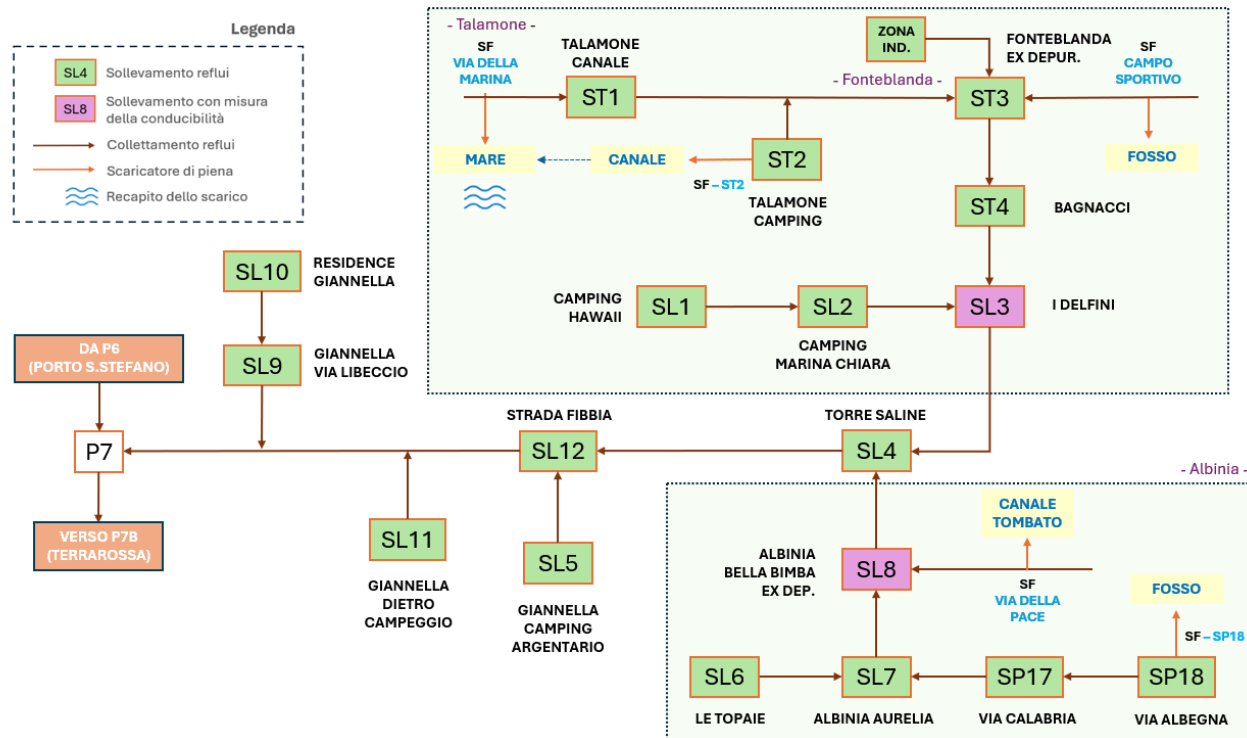 Legenda
SL4
Sollevamento reflui
SL8
Sollevamento con misura
della conducibilità
Collettamento reflui
Scaricatore di piena
Recapito dello scarico
- Talamone -
SF
VIA DELLA
MARINA
TALAMONE
CANALE
ST1
ZONA
IND.
FONTEBLANDA
EX DEPUR.
- Fonteblanda -
ST3
SF
CAMPO
SPORTIVO
MARE
CANALE
ST2
SF – ST2
TALAMONE
CAMPING
FOSSO
ST4
BAGNACCI
CAMPING
HAWAII
SL1
SL2
CAMPING
MARINA CHIARA
SL3
I DELFINI
SL10
RESIDENCE
GIANNELLA
DA P6
(PORTO S.STEFANO)
SL9
GIANNELLA
VIA LIBECCIO
P7
STRADA FIBBIA
SL12
TORRE SALINE
SL4
VERSO P7B
(TERRAROSSA)
SL11
GIANNELLA
DIETRO
CAMPEGGIO
SL5
GIANNELLA
CAMPING
ARGENTARIO
- Albinia -
CANALE
TOMBATO
ALBINIA
BELLA BIMBA
EX DEP.
SL8
SF
VIA DELLA
PACE
FOSSO
SF – SP18
SL6
LE TOPAIE
SL7
ALBINIA AURELIA
SP17
VIA CALABRIA
SP18
VIA ALBEGNA